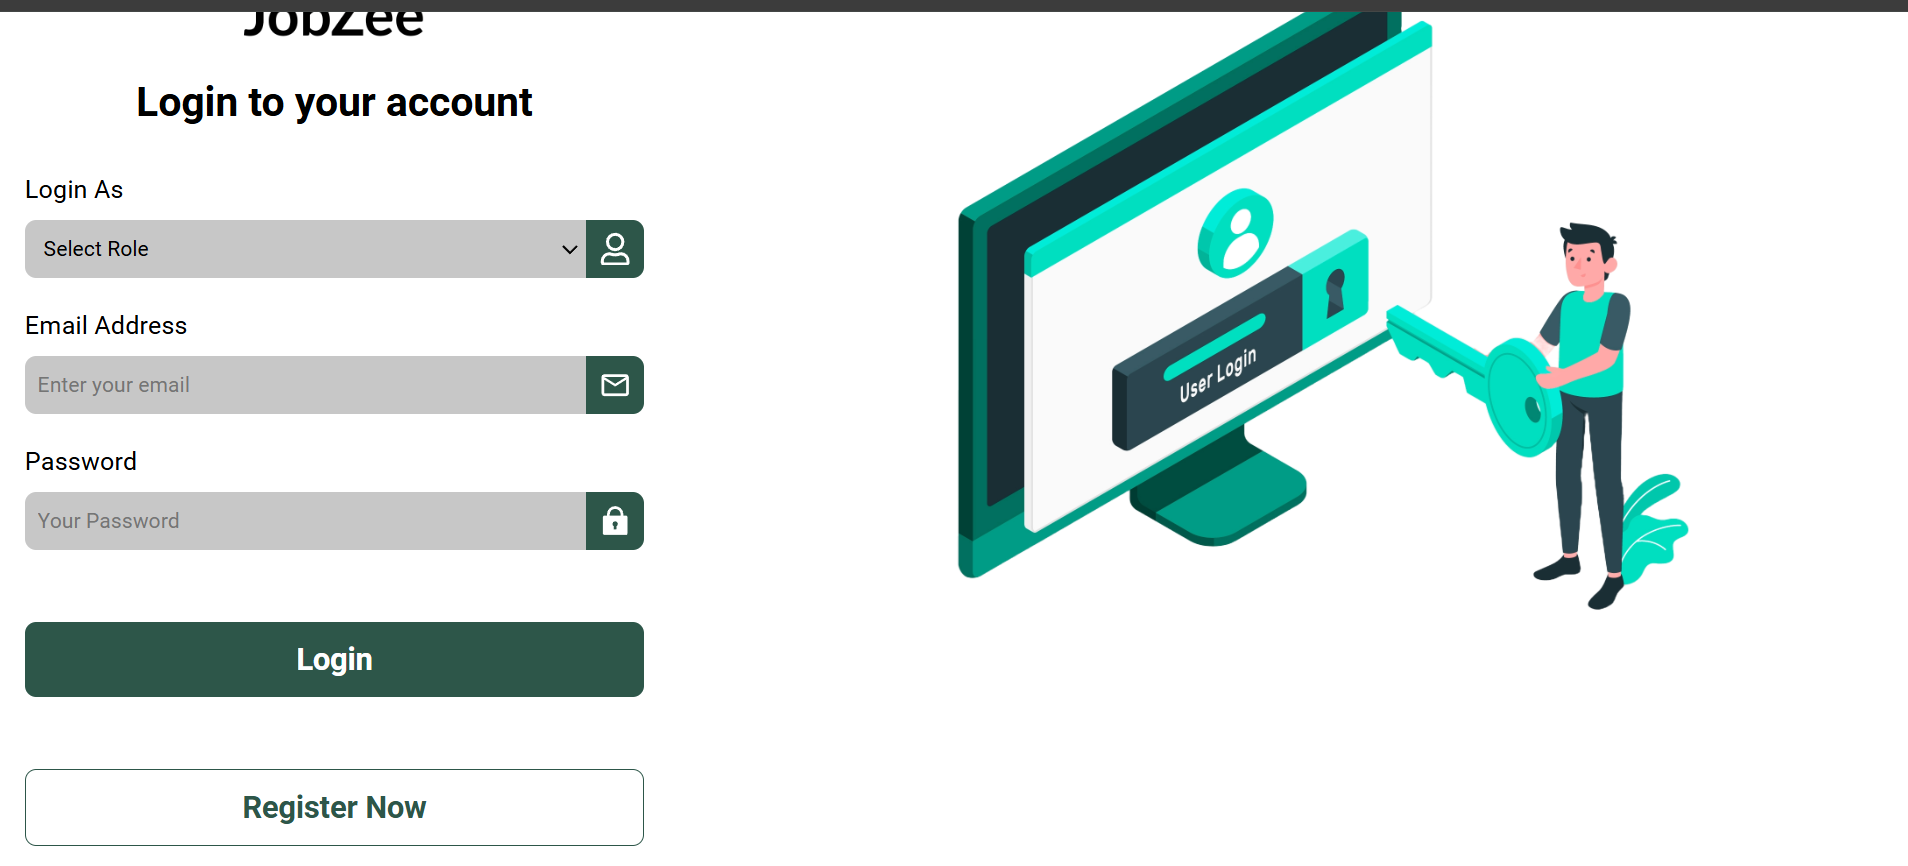 JobZee
Login to your account
Login As
Select Role
Email Address
Enter your email
Password
Your Password
Login
Register Now
User Login